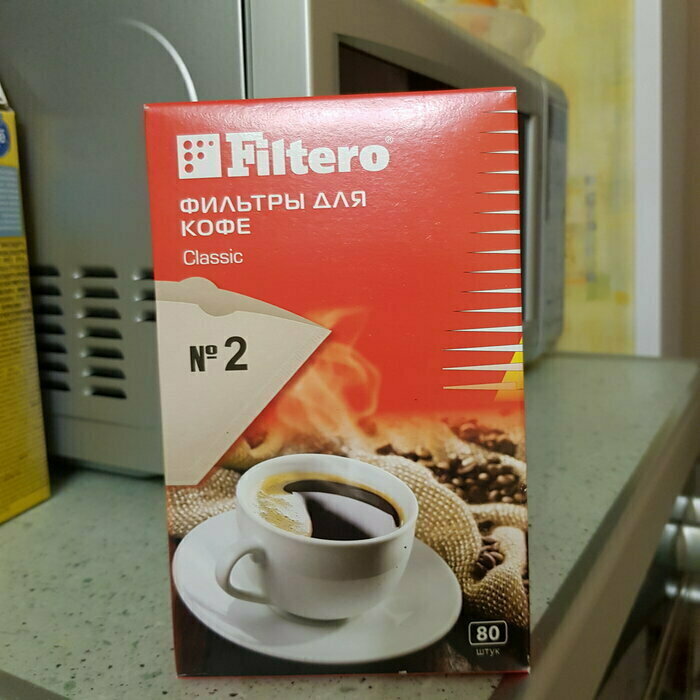 Filtero®
ФИЛЬТРЫ ДЛЯ
КОФЕ
Classic
№ 2
80
штук